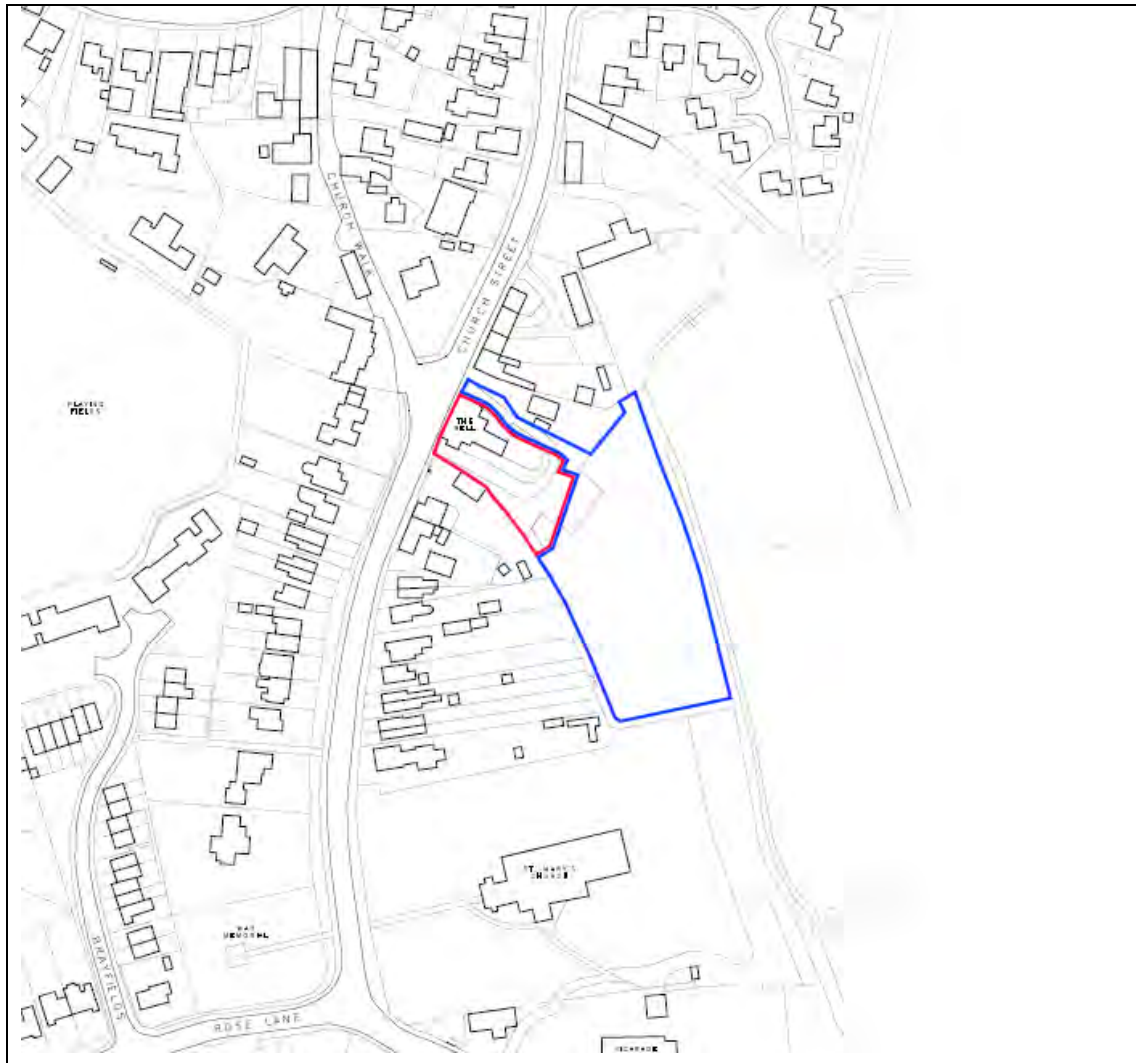 CHURCH WALK
CHURCH STREET
PLAYING
FIELDS
THE
BELL
ST. MARY'S
CHURCH
WAR
MEMORIAL
BRAYFIELDS
ROSE LANE
VICARAGE